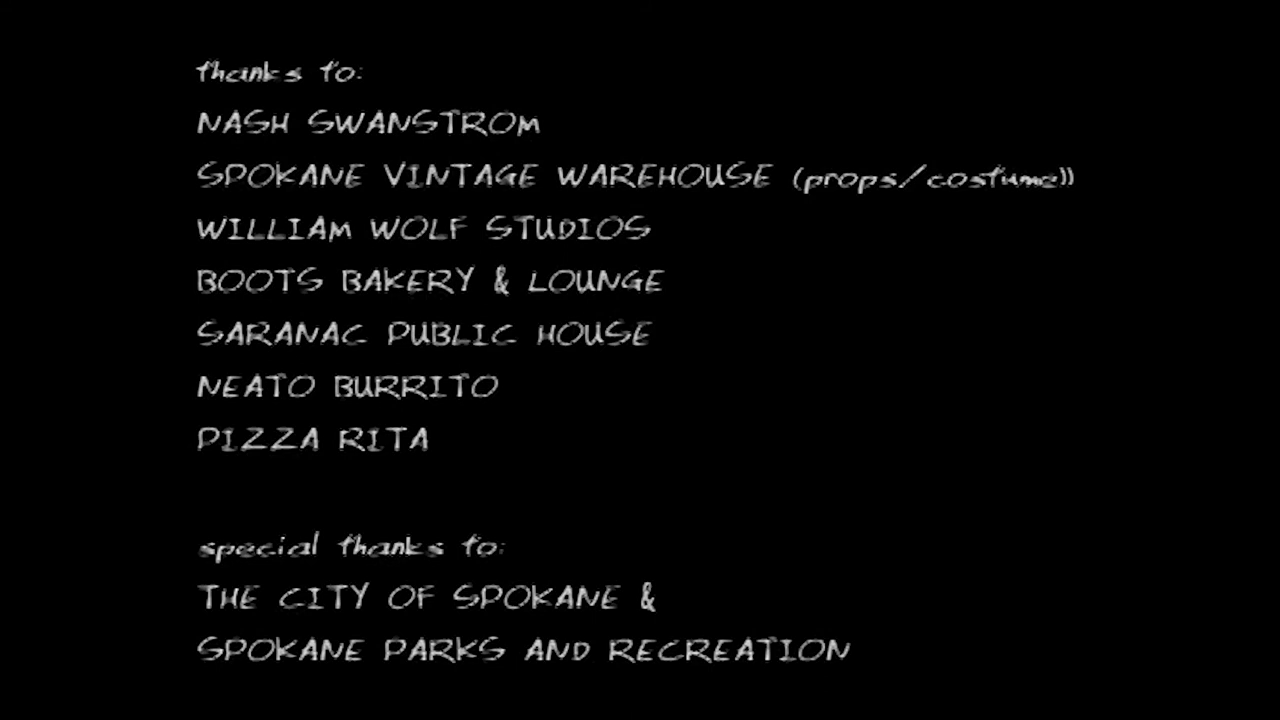 thanks to:
NASH SWANSTROM
SPOKANE VINTAGE WAREHOUSE (props/costume))
WILLIAM WOLF STUDIOS
BOOTS BAKERY & LOUNGE
SARANAC PUBLIC HOUSE
NEATO BURRITO
PIZZA RITA
special thanks to:
THE CITY OF SPOKANE &
SPOKANE PARKS AND RECREATION